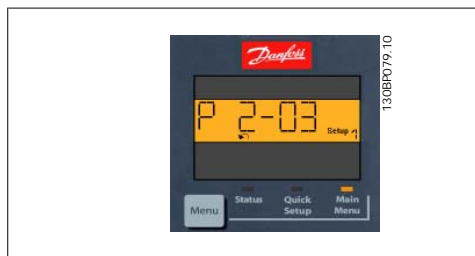 Danfoss
P 2-03
Setup 1
Status Quick Setup Main Menu
Menu
130BP079.10